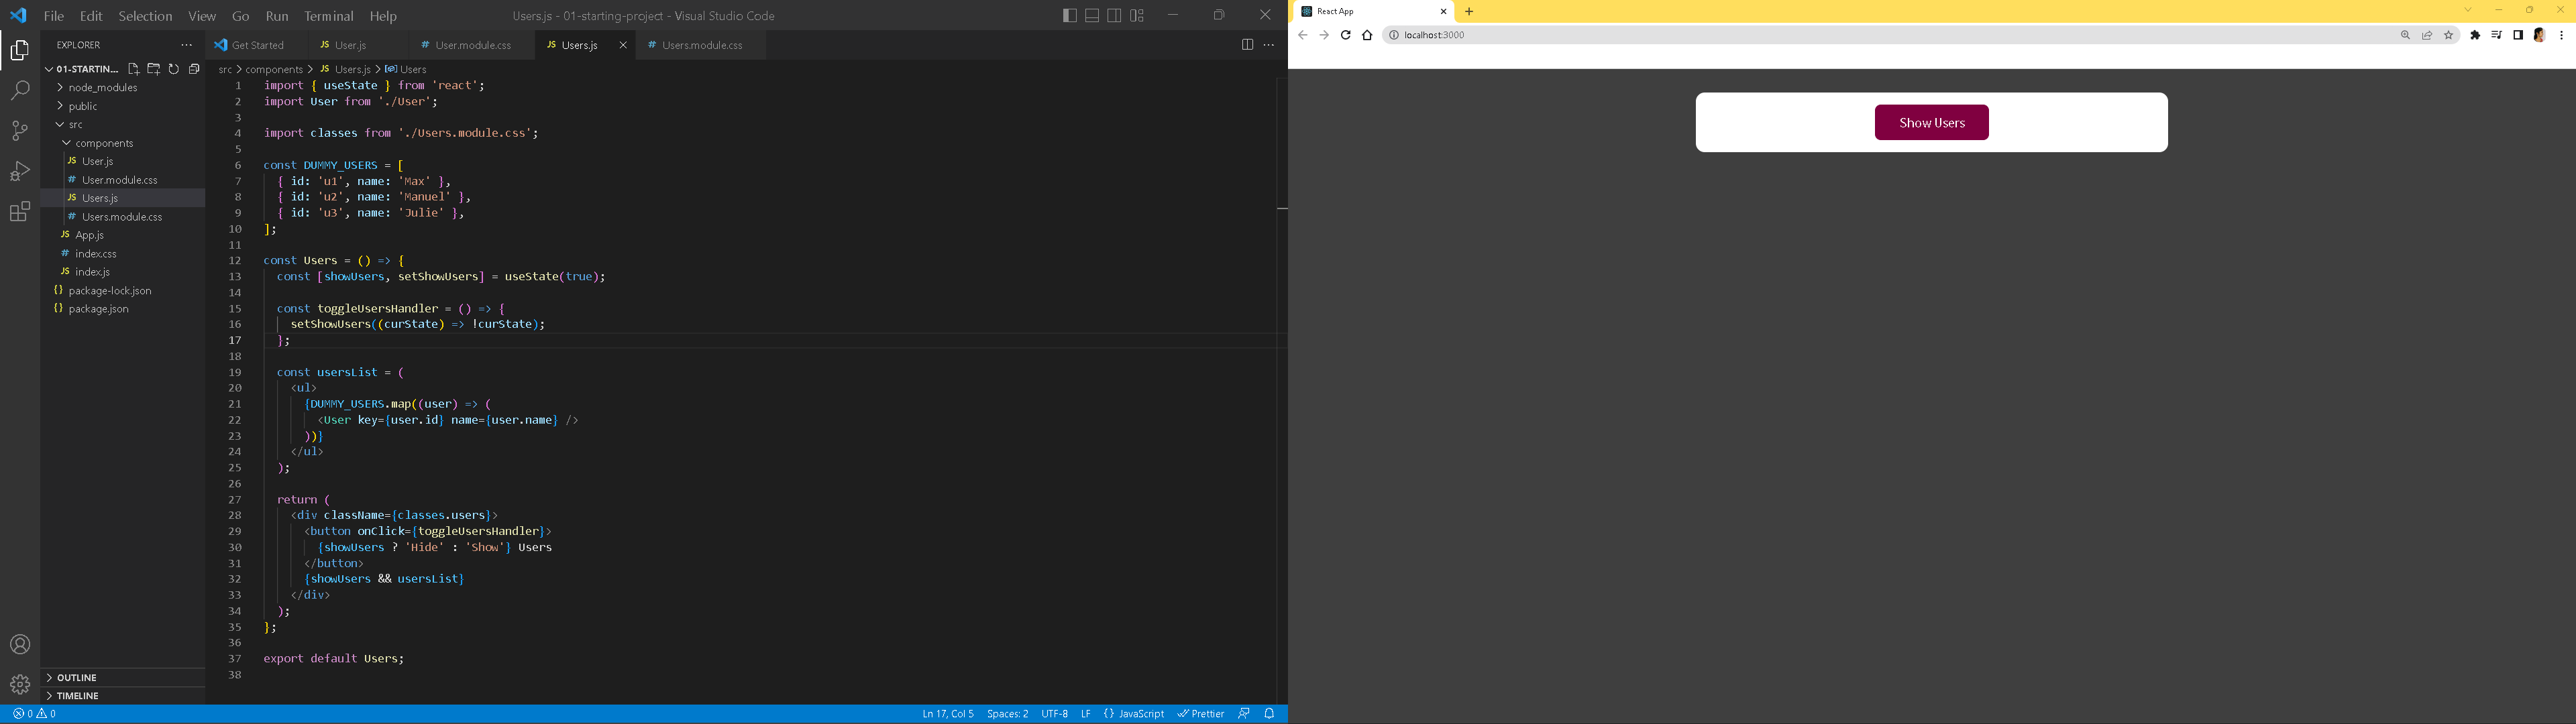 File Edit Selection View Go Run Terminal Help
Users.js - 01-starting-project - Visual Studio Code
EXPLORER
01-STARTIN...
node_modules
public
src
components
JS User.js
# User.module.css
JS Users.js
# Users.module.css
JS App.js
# index.css
JS index.js
{} package-lock.json
{} package.json
OUTLINE
TIMELINE
Get Started
JS User.js
# User.module.css
JS Users.js
# Users.module.css
src > components > JS Users.js > Users
1 import { useState } from 'react';
2 import User from './User';
3
4 import classes from './Users.module.css';
5
6 const DUMMY_USERS = [
7 { id: 'u1', name: 'Max' },
8 { id: 'u2', name: 'Manuel' },
9 { id: 'u3', name: 'Julie' },
10 ];
11
12 const Users = () => {
13 const [showUsers, setShowUsers] = useState(true);
14
15 const toggleUsersHandler = () => {
16 setShowUsers((curState) => !curState);
17 };
18
19 const usersList = (
20 <ul>
21 {DUMMY_USERS.map((user) => (
22 <User key={user.id} name={user.name} />
23 ))}
24 </ul>
25 );
26
27 return (
28 <div className={classes.users}>
29 <button onClick={toggleUsersHandler}>
30 {showUsers ? 'Hide' : 'Show'} Users
31 </button>
32 {showUsers && usersList}
33 </div>
34 );
35 };
36
37 export default Users;
38
0 0
Ln 17, Col 5 Spaces: 2 UTF-8 LF {} JavaScript Prettier
React App
localhost:3000
Show Users